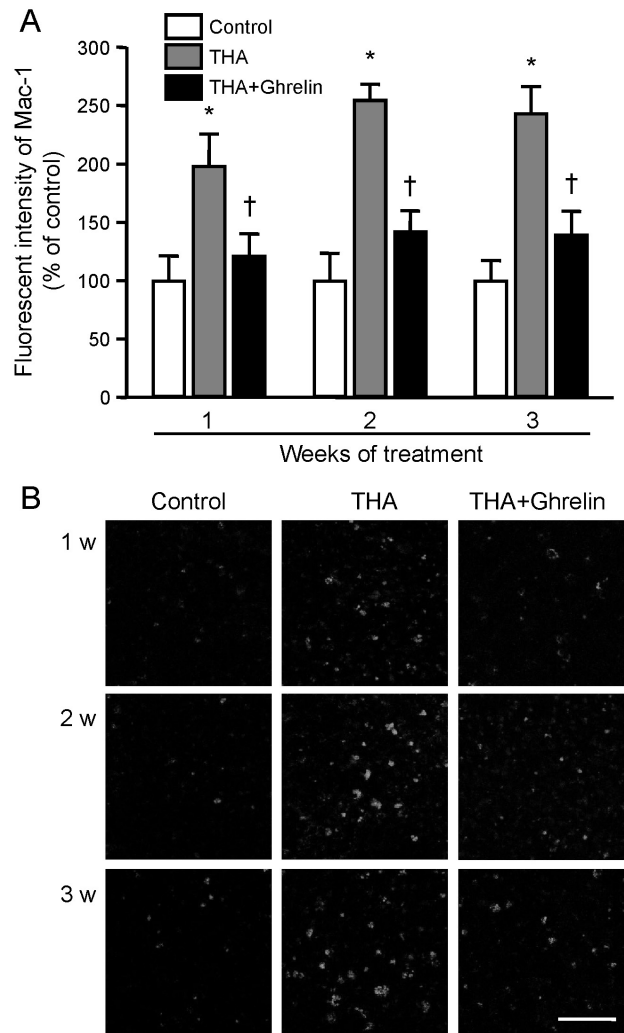 A
Control
THA
THA+Ghrelin
Fluorescent intensity of Mac-1
(% of control)
300
250
200
150
100
50
0
*
†
*
†
*
†
1 2 3
Weeks of treatment
B
Control THA THA+Ghrelin
1 w
2 w
3 w